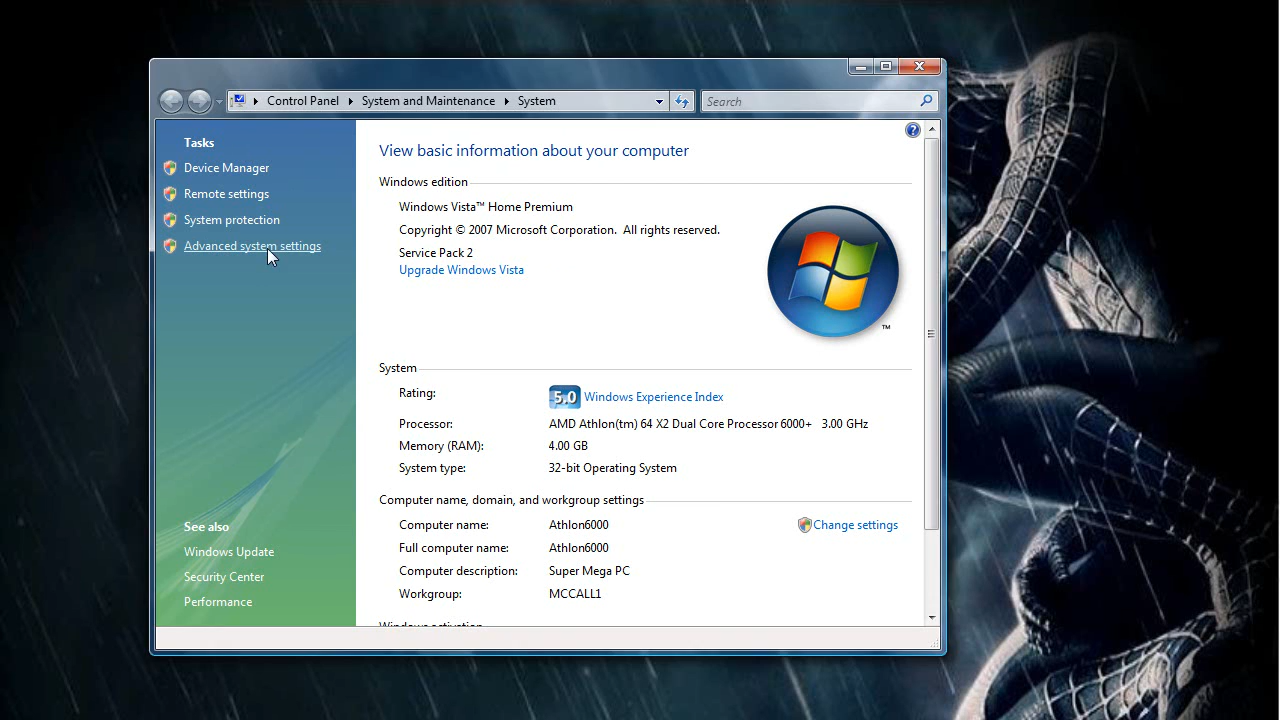 Control Panel
System and Maintenance
System
Search
Tasks
Device Manager
Remote settings
System protection
Advanced system settings
See also
Windows Update
Security Center
Performance
View basic information about your computer
Windows edition
Windows Vista™ Home Premium
Copyright © 2007 Microsoft Corporation. All rights reserved.
Service Pack 2
Upgrade Windows Vista
™
System
Rating: 5.0 Windows Experience Index
Processor: AMD Athlon(tm) 64 X2 Dual Core Processor 6000+ 3.00 GHz
Memory (RAM): 4.00 GB
System type: 32-bit Operating System
Computer name, domain, and workgroup settings
Computer name: Athlon6000 Change settings
Full computer name: Athlon6000
Computer description: Super Mega PC
Workgroup: MCCALL1
Windows activation